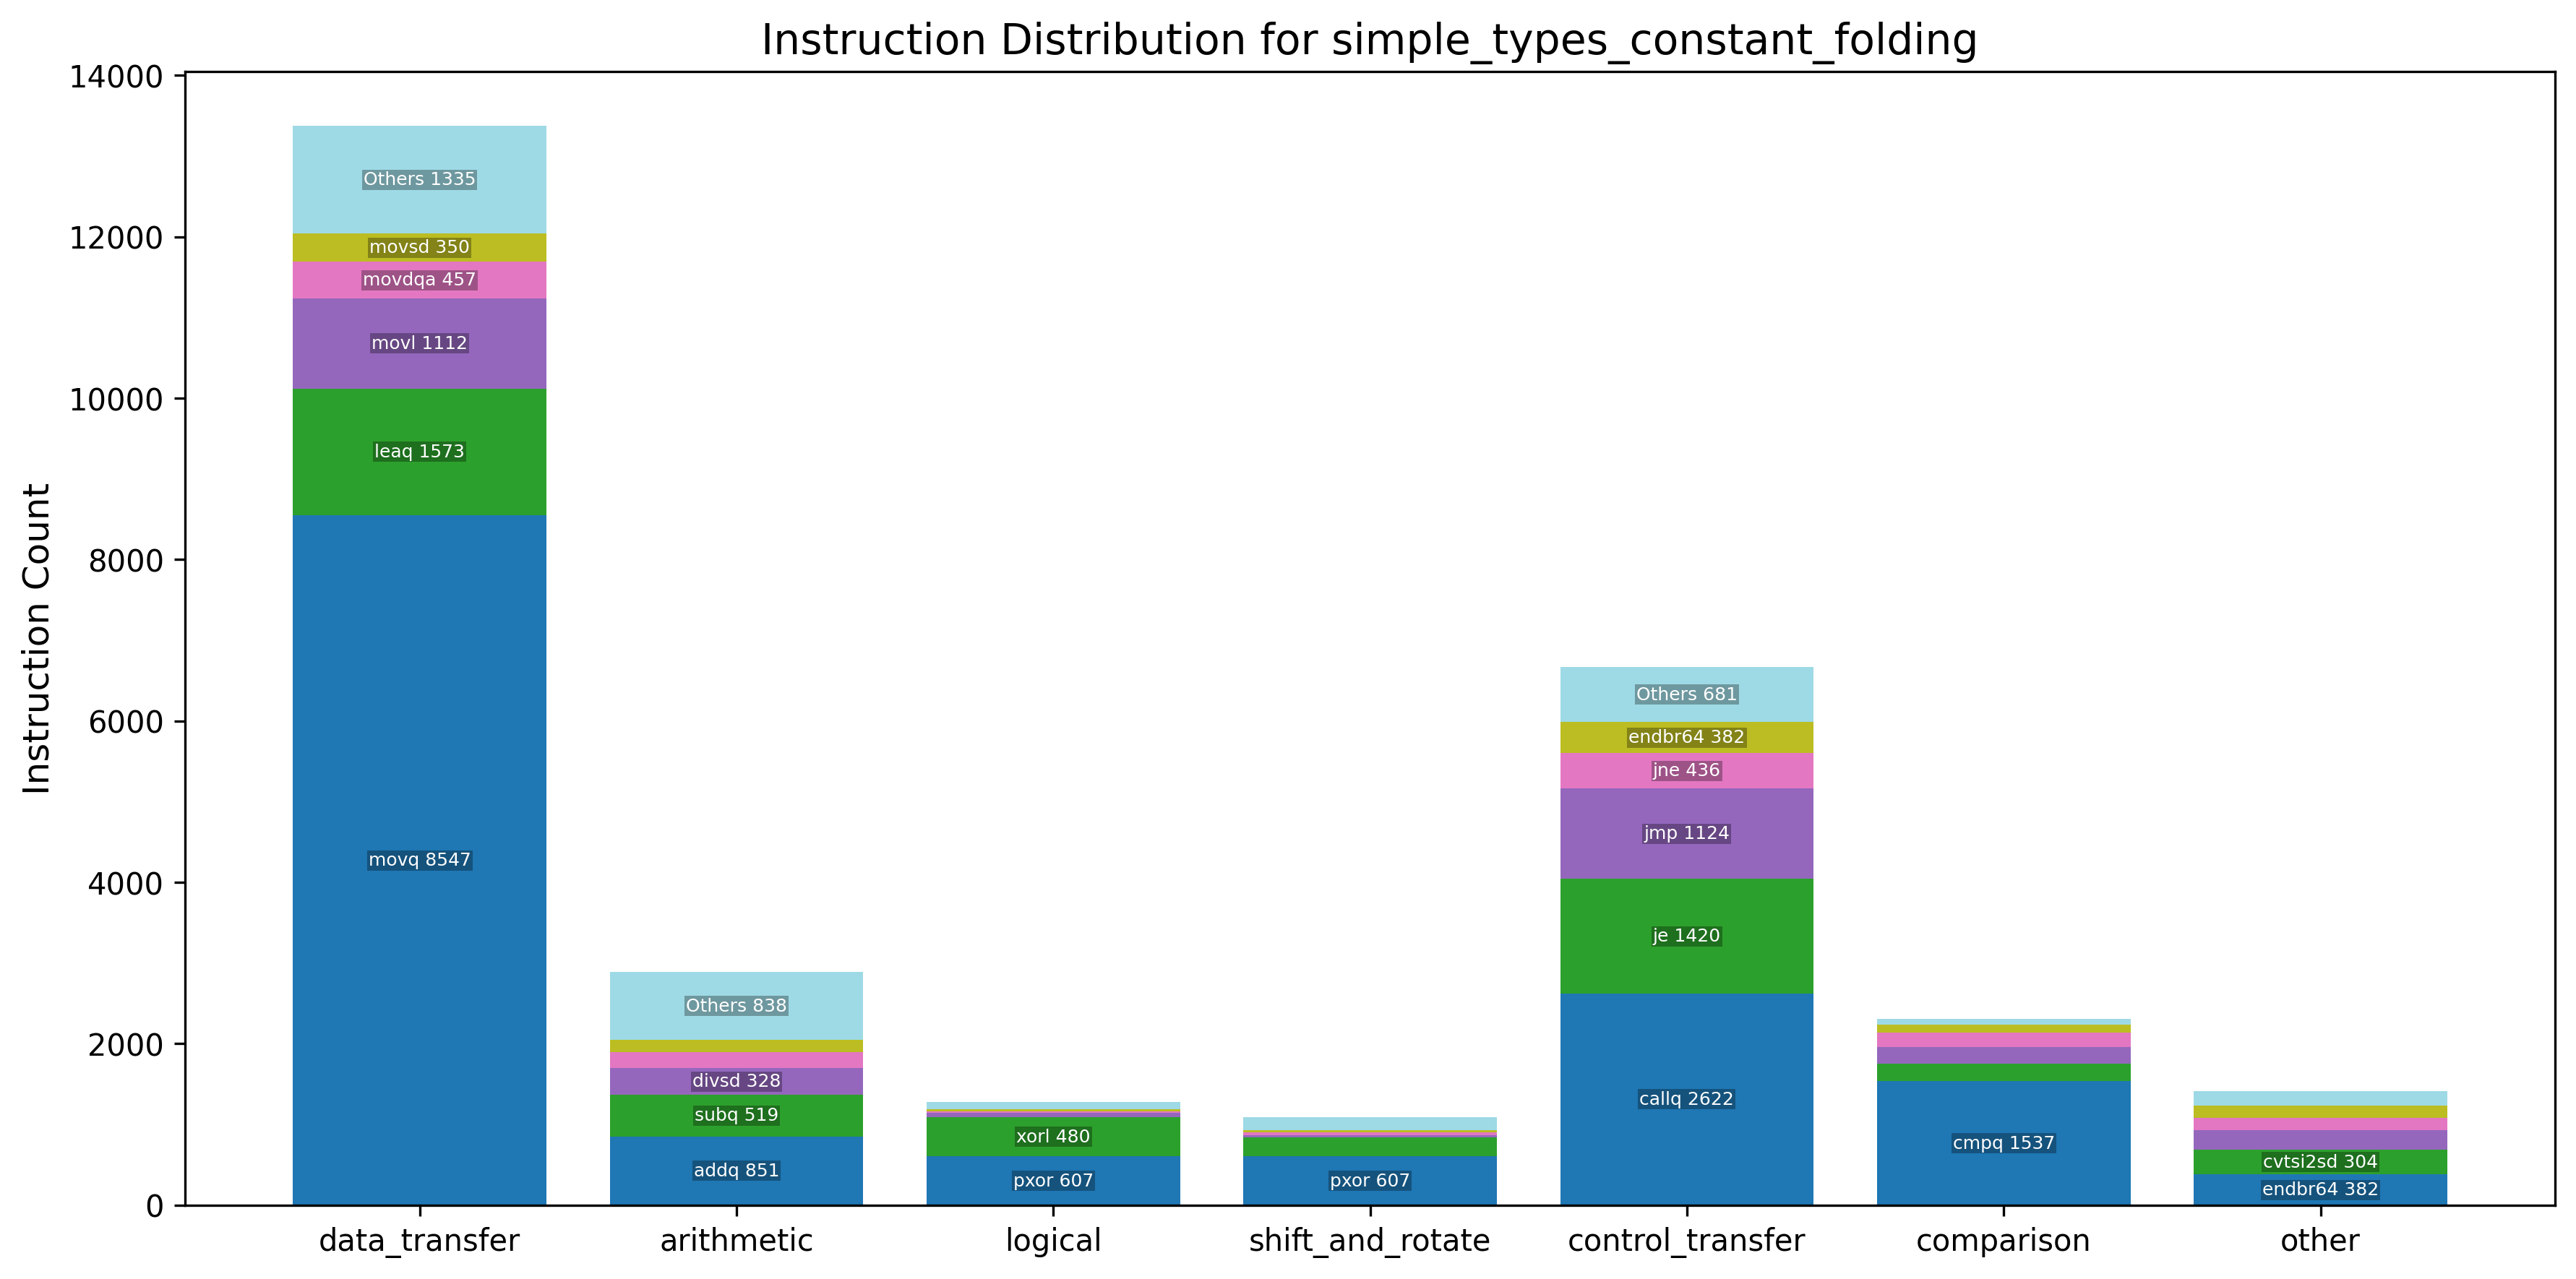 Instruction Distribution for simple_types_constant_folding
Instruction Count
14000
12000
10000
8000
6000
4000
2000
0
Others 1335
movsd 350
movdqa 457
movl 1112
leaq 1573
movq 8547
Others 838
divsd 328
subq 519
addq 851
xorl 480
pxor 607
pxor 607
Others 681
endbr64 382
jne 436
jmp 1124
je 1420
callq 2622
cmpq 1537
cvtsi2sd 304
endbr64 382
data_transfer
arithmetic
logical
shift_and_rotate
control_transfer
comparison
other